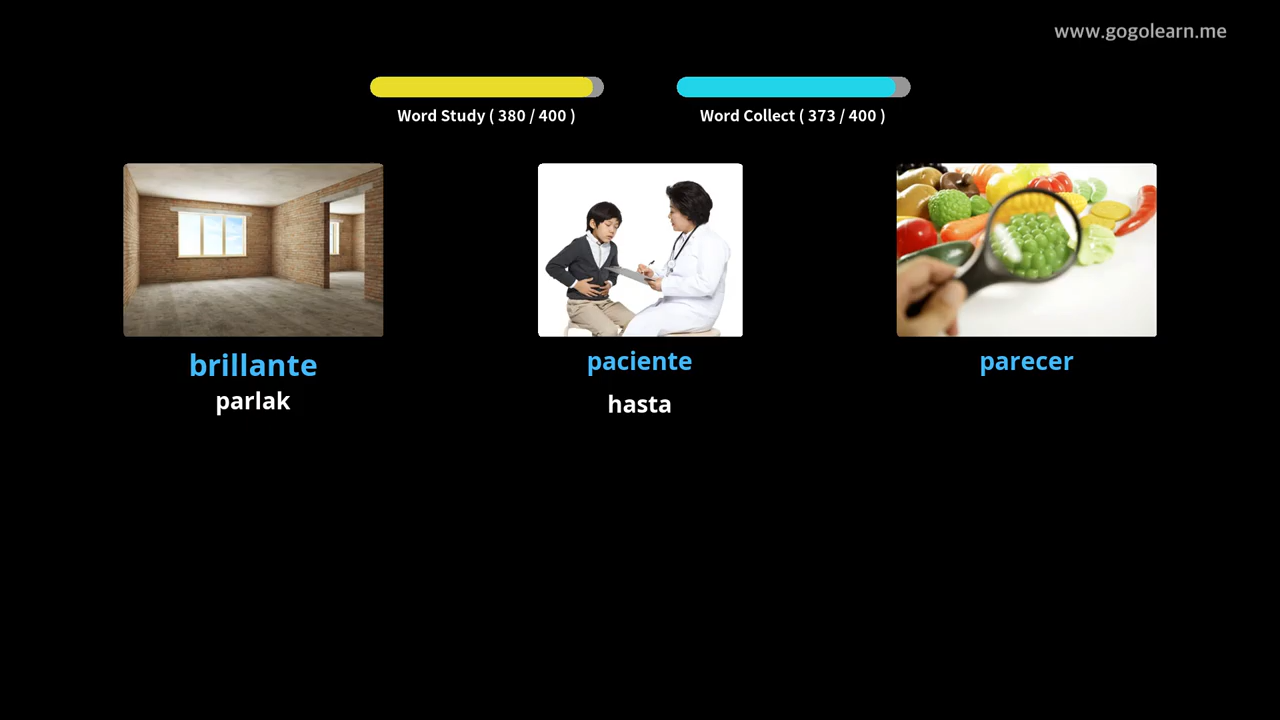 www.gogolearn.me
Word Study ( 380 / 400 )
Word Collect ( 373 / 400 )
brillante
parlak
paciente
hasta
parecer